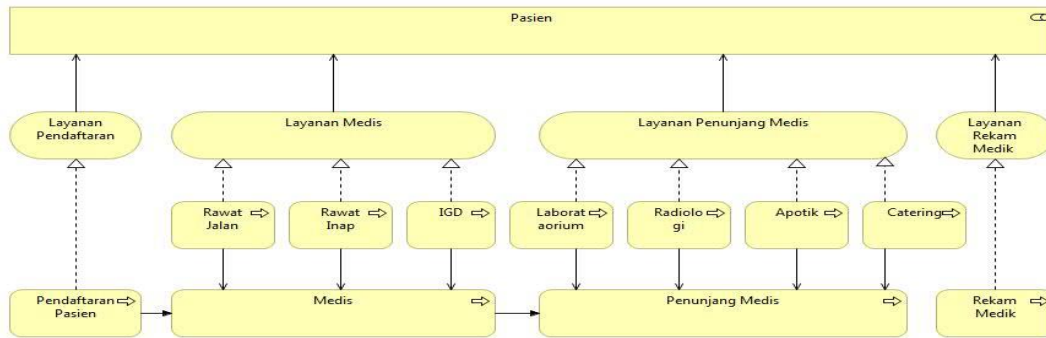 Pasien
Layanan
Pendaftaran
Layanan Medis
Layanan Penunjang Medis
Layanan
Rekam
Medik
Rawat
Jalan
Rawat
Inap
IGD
Laborat
aorium
Radiolo
gi
Apotik
Catering
Pendaftaran
Pasien
Medis
Penunjang Medis
Rekam
Medik